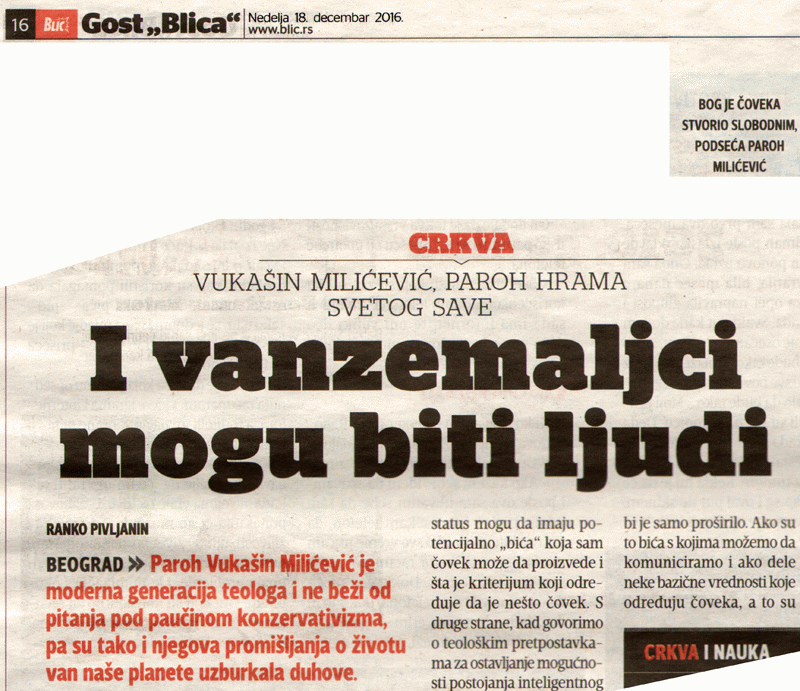 16 Blic Gost „Blica“ Nedelja 18. decembar 2016.
www.blic.rs
BOG JE ČOVEKA
STVORIO SLOBODNIM,
PODSEĆA PAROH
MILIĆEVIĆ
CRKVA
VUKAŠIN MILIĆEVIĆ, PAROH HRAMA
SVETOG SAVE
I vanzemaljci
mogu biti ljudi
RANKO PIVLJANIN
BEOGRAD » Paroh Vukašin Milićević je
moderna generacija teologa i ne beži od
pitanja pod paučinom konzervativizma,
pa su tako i njegova promišljanja o životu
van naše planete uzburkala duhove.
status mogu da imaju po-
tencijalno „bića“ koja sam
čovek može da proizvede i
šta je kriterijum koji odre-
đuje da je nešto čovek. S
druge strane, kad govorimo
o teološkim pretpostavka-
ma za ostavljanje mogućno-
sti postojanja inteligentnog
bi je samo proširilo. Ako su
to bića s kojima možemo da
komuniciramo i ako dele
neke bazične vrednosti koje
određuju čoveka, a to su
CRKVA I NAUKA